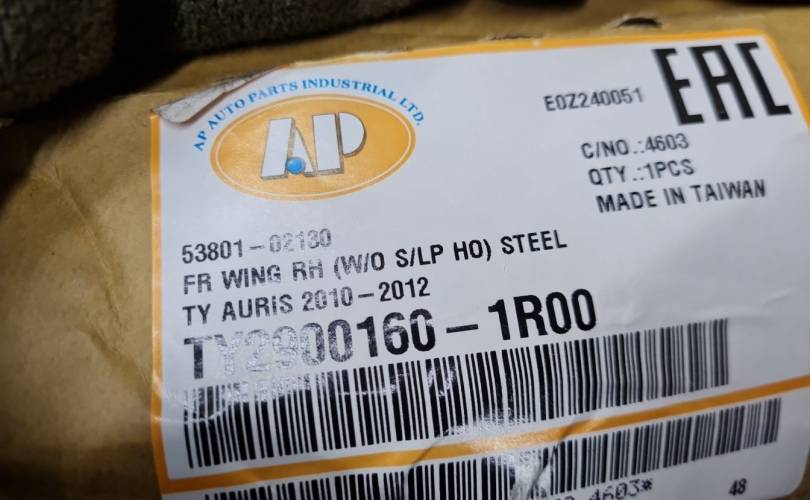 AP AUTO PARTS INDUSTRIAL LTD.
AP
EAC
E0Z240051
C/NO.:4603
QTY.:1PCS
MADE IN TAIWAN
53801-02130
FR WING RH (W/O S/LP HO) STEEL
TY AURIS 2010-2012
TY2900160-1R00
4603*
48